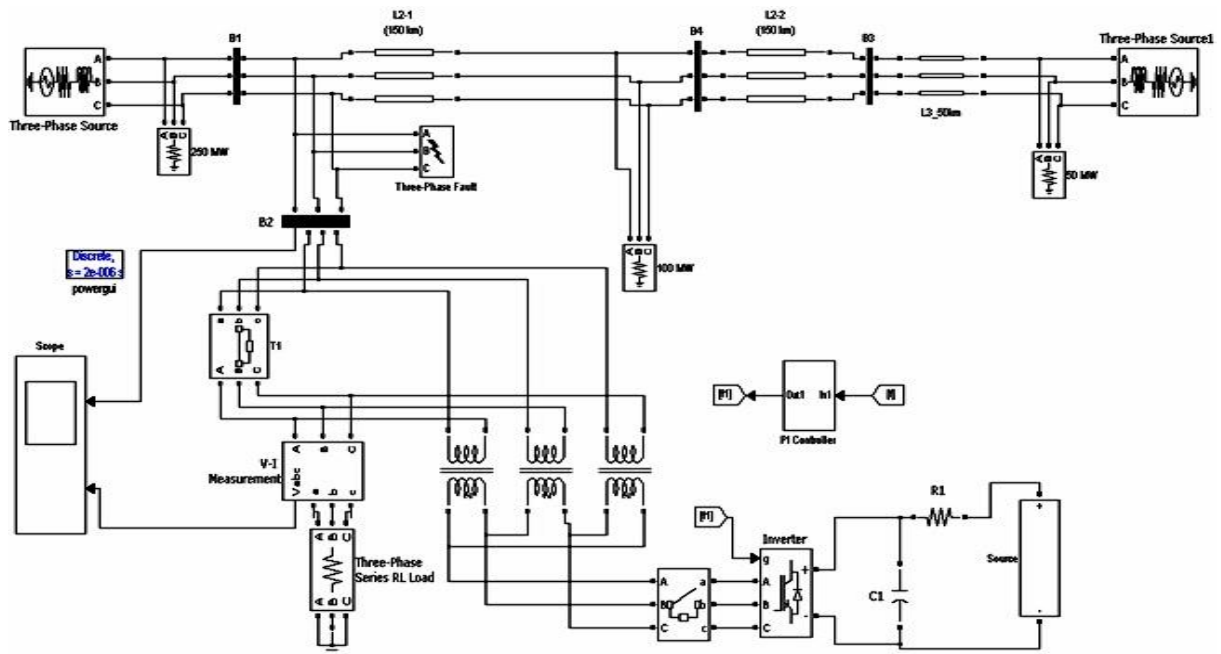 L2-1
(150 km)
L2-2
(150 km)
B1
B4
B3
Three-Phase Source1
A
B
C
A
B
C
Three-Phase Source
A B C
250 MW
L3_50km
A
B
C
Three-Phase Fault
A B C
50 MW
B2
A B C
100 MW
Discrete,
s = 2e-006 s
powergui
a b c
T1
A B C
Scope
[P1]
Out1
In1
PI Controller
A B C
V-I
Measurement
Vabc
a b c
R1
[P1]
Inverter
A B C
Three-Phase
Series RL Load
A B C
g
+
A
B
-
C
A
B
C
a
b
c
C1
+
Source
-